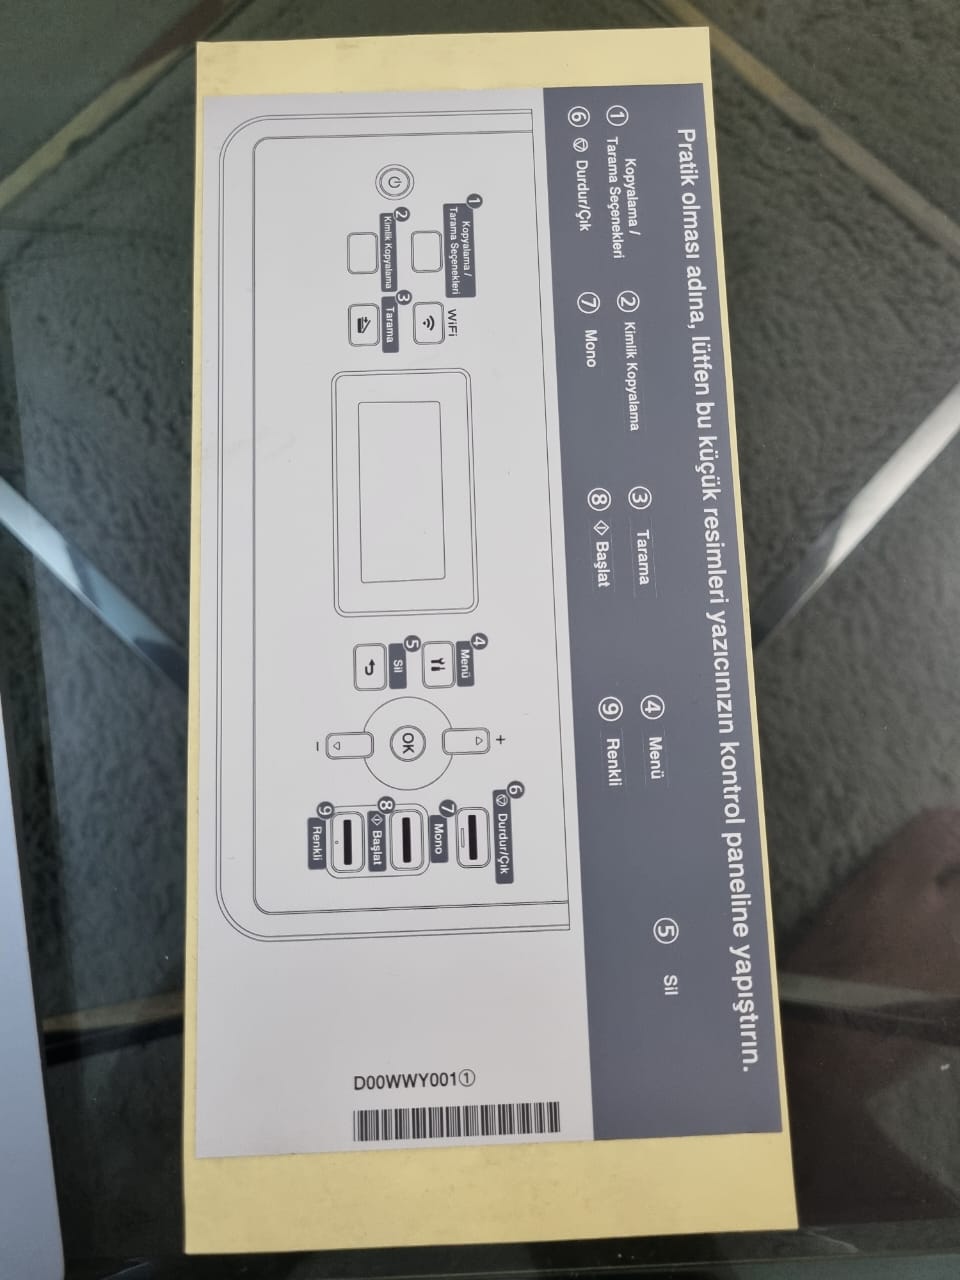 Pratik olması adına, lütfen bu küçük resimleri yazıcınızın kontrol paneline yapıştırın.
① Kopyalama /
Tarama Seçenekleri
② Kimlik Kopyalama
③ Tarama
④ Menü
⑤ Sil
⑥ Durdur/Çık
⑦ Mono
⑧ Başlat
⑨ Renkli
1 Kopyalama /
Tarama Seçenekleri
WiFi
2 Kimlik Kopyalama
3 Tarama
4 Menü
5 Sil
+
OK
−
6 Durdur/Çık
7 Mono
8 Başlat
9 Renkli
D00WWY001①